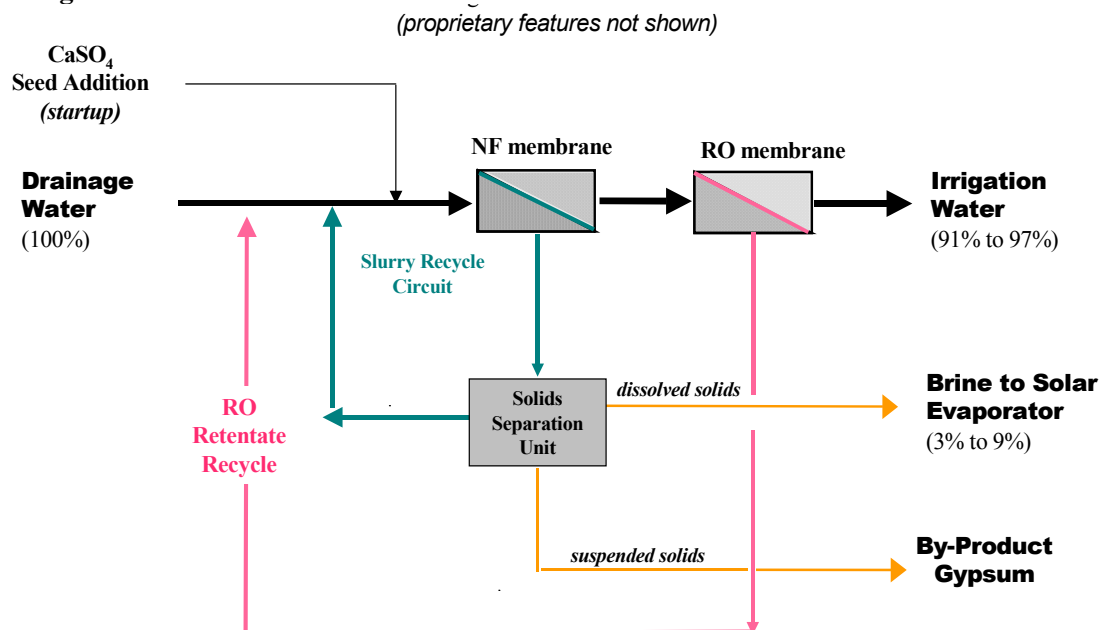 (proprietary features not shown)
CaSO4
Seed Addition
(startup)
NF membrane
RO membrane
Drainage
Water
(100%)
Irrigation
Water
(91% to 97%)
Slurry Recycle
Circuit
RO
Retentate
Recycle
Solids
Separation
Unit
dissolved solids
Brine to Solar
Evaporator
(3% to 9%)
suspended solids
By-Product
Gypsum